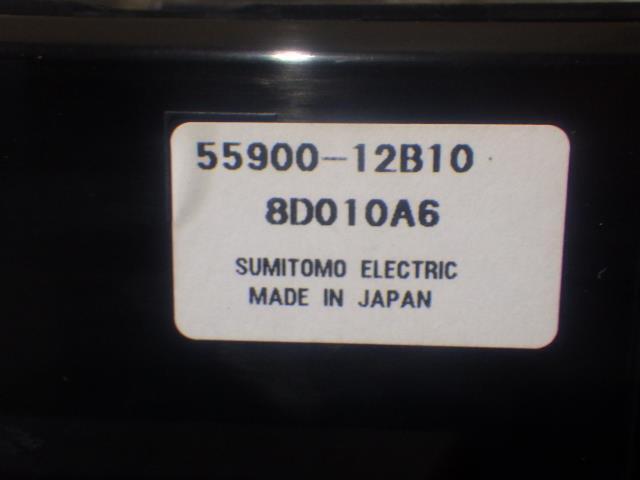 55900-12B10
8D010A6
SUMITOMO ELECTRIC
MADE IN JAPAN